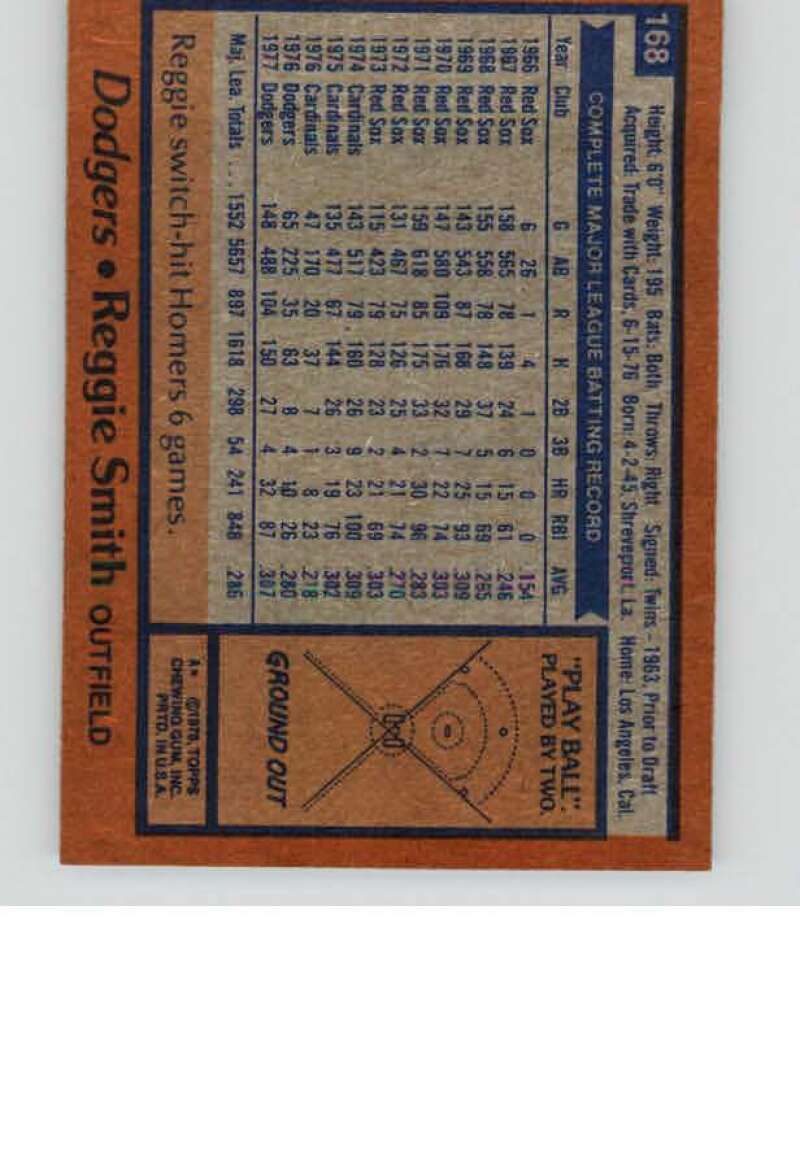 168
Height: 6'0" Weight: 195 Bats: Both Throws: Right Signed: Twins - 1963, Prior to Draft
Acquired: Trade with Cards, 6-15-76 Born: 4-2-45, Shreveport, La. Home: Los Angeles, Cal.
COMPLETE MAJOR LEAGUE BATTING RECORD
Year Club G AB R H 2B 3B HR RBI AVG.
1966 Red Sox 6 26 1 4 1 0 0 0 .154
1967 Red Sox 158 565 78 139 24 6 15 61 .246
1968 Red Sox 155 558 78 148 37 5 15 69 .265
1969 Red Sox 143 543 87 168 29 7 25 93 .309
1970 Red Sox 147 580 109 176 32 7 22 74 .303
1971 Red Sox 159 618 85 175 33 2 30 96 .283
1972 Red Sox 131 467 75 126 25 4 21 74 .270
1973 Red Sox 115 423 79 128 23 2 21 69 .303
1974 Cardinals 143 517 79 160 26 9 23 100 .309
1975 Cardinals 135 477 67 144 26 3 19 76 .302
1976 Cardinals 47 170 20 37 7 1 8 23 .218
1976 Dodgers 65 225 35 63 8 4 10 26 .280
1977 Dodgers 148 488 104 150 27 4 32 87 .307
Maj. Lea. Totals . . . 1552 5657 897 1618 298 54 241 848 .286
Reggie switch-hit Homers 6 games.
"PLAY BALL".
PLAYED BY TWO.
GROUND OUT
A* ©1978, TOPPS
CHEWING GUM, INC.
PRTD. IN U.S.A.
Dodgers • Reggie Smith OUTFIELD